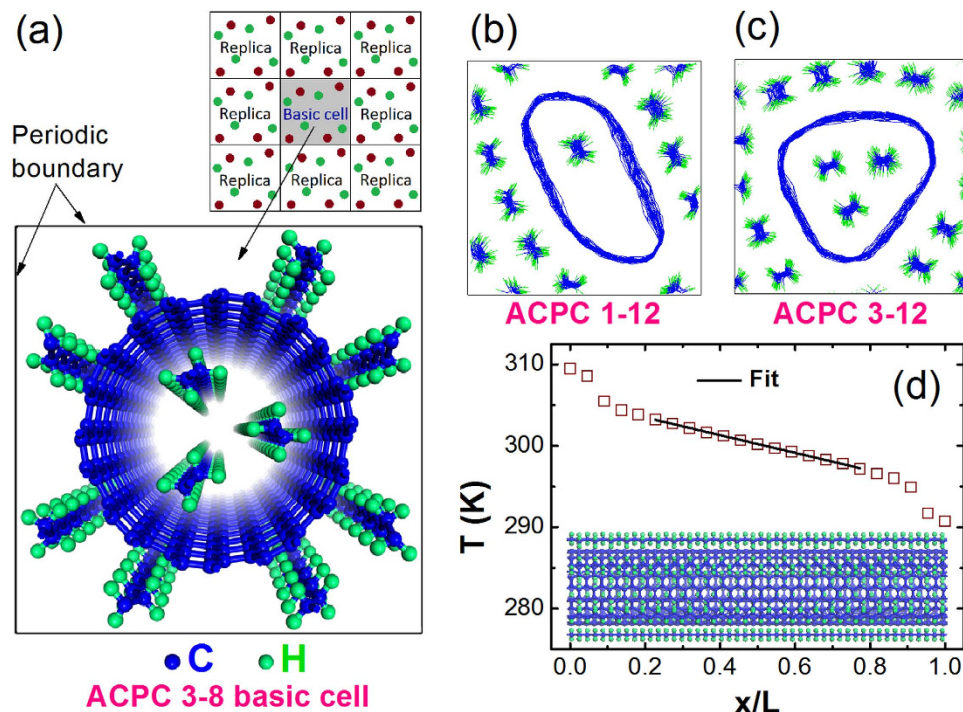 (a)
Replica Replica Replica
Replica Basic cell Replica
Replica Replica Replica
Periodic
boundary
C H
ACPC 3-8 basic cell
(b)
ACPC 1-12
(c)
ACPC 3-12
(d)
Fit
T (K)
310
300
290
280
0.0 0.2 0.4 0.6 0.8 1.0
x/L